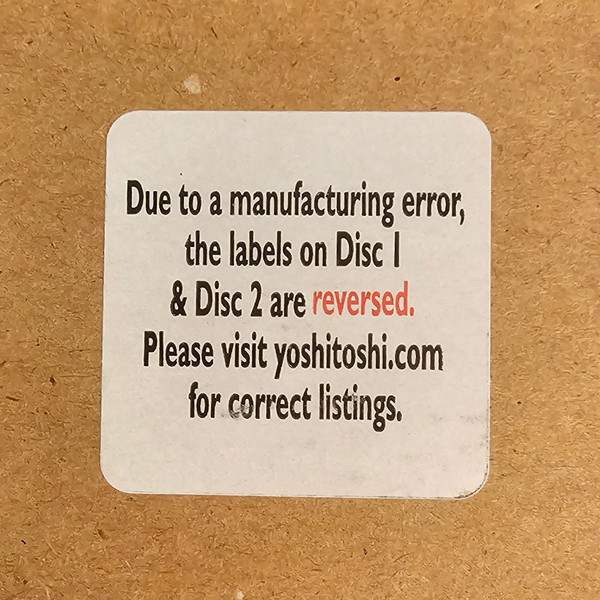 Due to a manufacturing error,
the labels on Disc 1
& Disc 2 are reversed.
Please visit yoshitoshi.com
for correct listings.